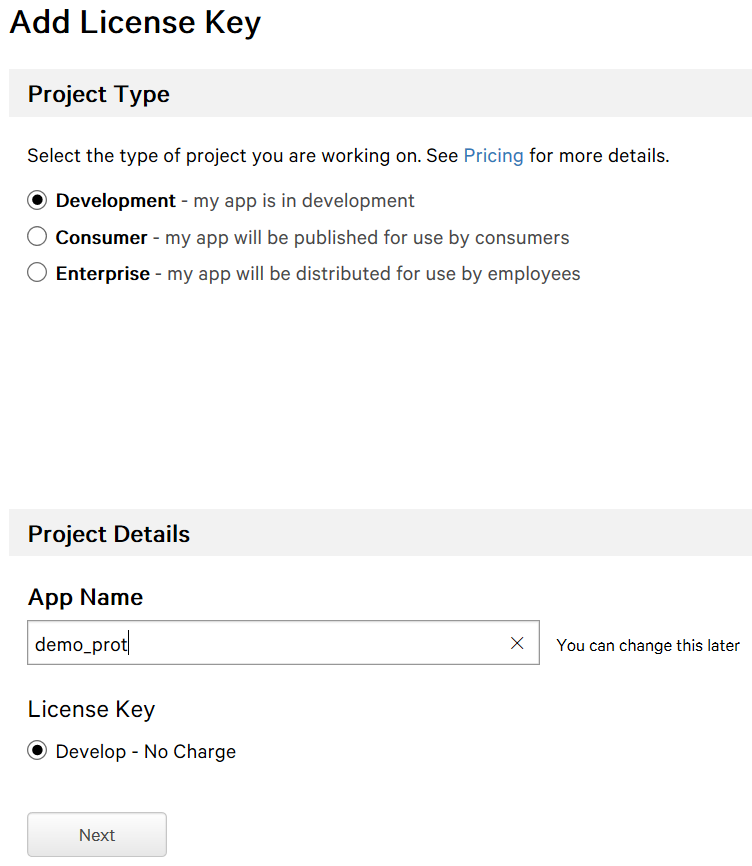 Add License Key
Project Type
Select the type of project you are working on. See Pricing for more details.
Development - my app is in development
Consumer - my app will be published for use by consumers
Enterprise - my app will be distributed for use by employees
Project Details
App Name
demo_prot
You can change this later
License Key
Develop - No Charge
Next